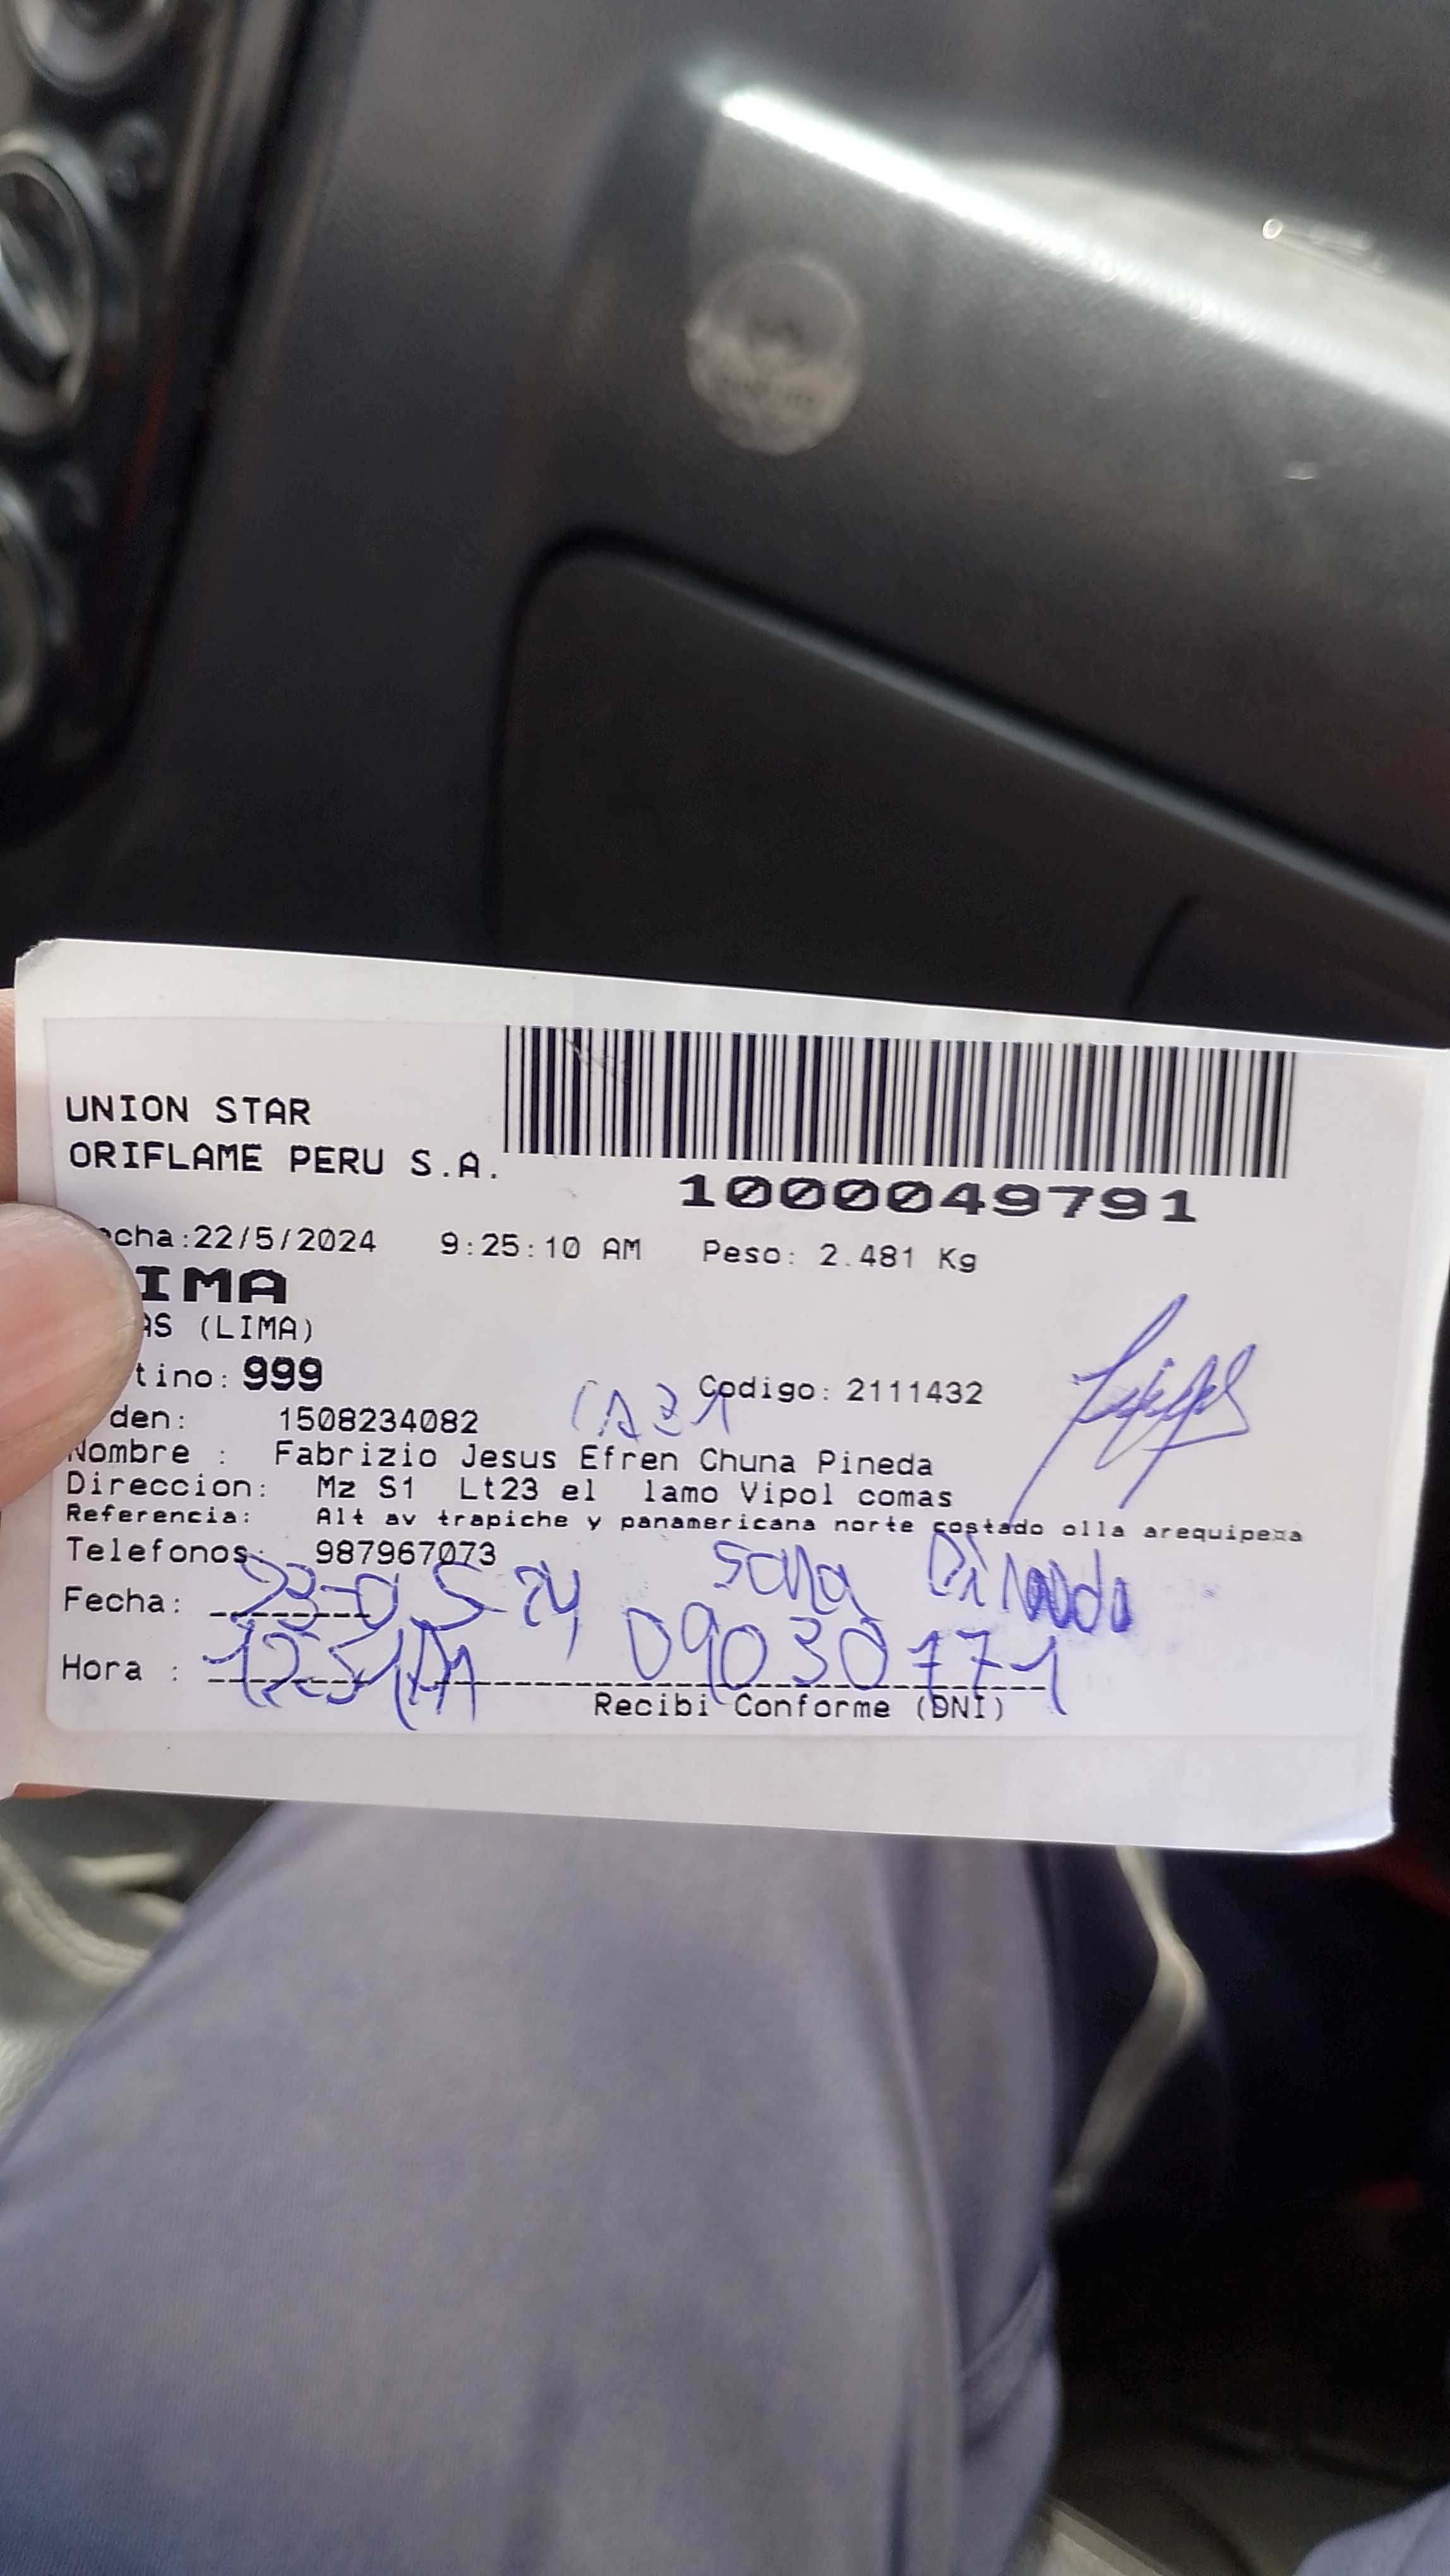 UNION STAR
ORIFLAME PERU S.A.
1000049791
cha:22/5/2024 9:25:10 AM Peso: 2.481 Kg
IMA
AS (LIMA)
tino: 999 Codigo: 2111432
den: 1508234082
Nombre : Fabrizio Jesus Efren Chuna Pineda
Direccion: Mz S1 Lt23 el lamo Vipol comas
Referencia: Alt av trapiche y panamericana norte costado olla arequipexa
Telefonos: 987967073
Fecha: 23-05-24
Hora : 09030771
Recibi Conforme (DNI)